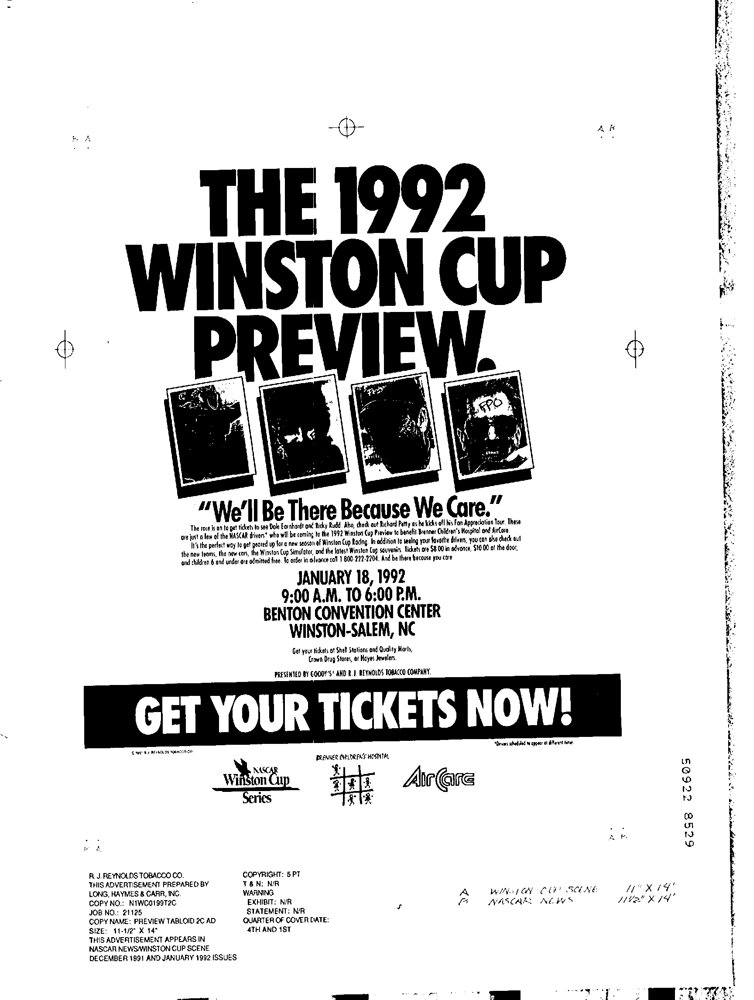 THE 1992
WINSTON CUP
PREVIEW.
FPO
"We'll Be There Because We Care."
The race is on to get tickets to see Dale Earnhardt and Ricky Rudd. Also, check out Richard Petty as he kicks off his Fan Appreciation Tour. These
are just a few of the NASCAR drivers* who will be coming to the 1992 Winston Cup Preview to benefit Brenner Children's Hospital and AirCare.
It's the perfect way to get geared up for a new season of Winston Cup Racing. In addition to seeing your favorite drivers, you can also check out
the new teams, the new cars, the Winston Cup Simulator, and the latest Winston Cup souvenirs. Tickets are $8.00 in advance, $10.00 at the door,
and children 6 and under are admitted free. To order in advance call 1-800-222-2204. And be there because you care
JANUARY 18, 1992
9:00 A.M. TO 6:00 P.M.
BENTON CONVENTION CENTER
WINSTON-SALEM, NC
Get your tickets at Shell Stations and Quality Marts,
Crown Drug Stores, or Hayes Jewelers.
PRESENTED BY GOODY'S® AND R.J. REYNOLDS TOBACCO COMPANY.
GET YOUR TICKETS NOW!
*Drivers scheduled to appear at different times
BRENNER CHILDREN'S HOSPITAL
NASCAR
Winston Cup
Series
AirCare
50922 8529
R.J. REYNOLDS TOBACCO CO.
THIS ADVERTISEMENT PREPARED BY
LONG, HAYMES & CARR, INC.
COPY NO.: N1WC0199T2C
JOB NO.: 21125
COPY NAME: PREVIEW TABLOID 2C AD
SIZE: 11-1/2" X 14"
THIS ADVERTISEMENT APPEARS IN
NASCAR NEWS/WINSTON CUP SCENE
DECEMBER 1991 AND JANUARY 1992 ISSUES
COPYRIGHT: 5 PT
T & N: N/R
WARNING
EXHIBIT: N/R
STATEMENT: N/R
QUARTER OF COVER DATE:
4TH AND 1ST
A WINSTON CUP SCENE 11" X 14"
B NASCAR NEWS 11 1/2" X 14"